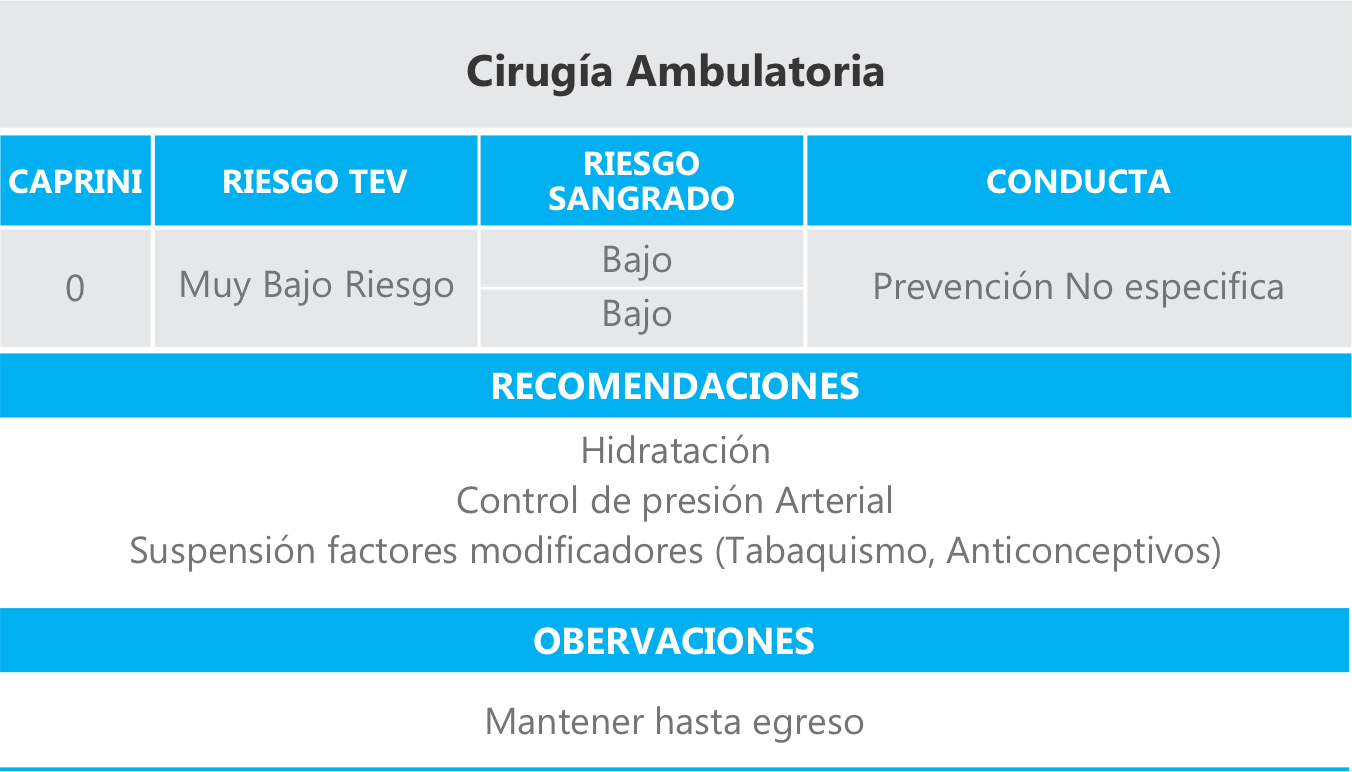 Cirugía Ambulatoria
CAPRINI
RIESGO TEV
RIESGO
SANGRADO
CONDUCTA
0
Muy Bajo Riesgo
Bajo
Bajo
Prevención No especifica
RECOMENDACIONES
Hidratación
Control de presión Arterial
Suspensión factores modificadores (Tabaquismo, Anticonceptivos)
OBERVACIONES
Mantener hasta egreso